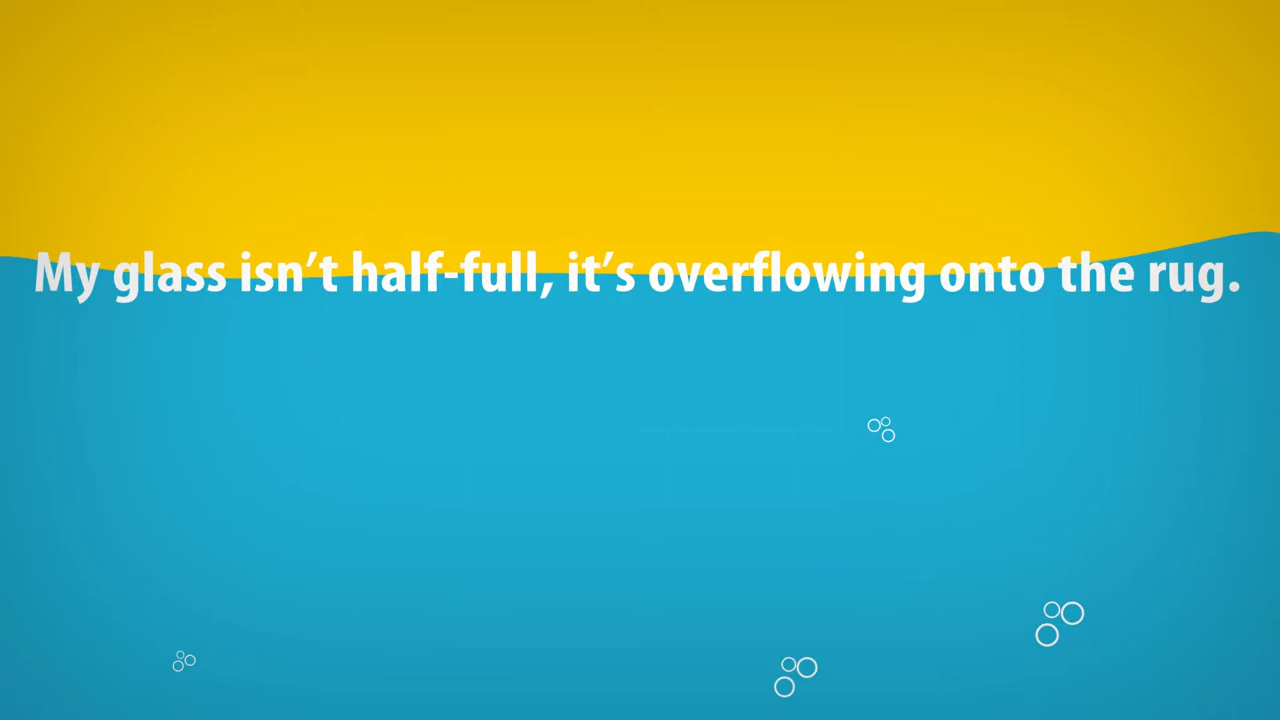 My glass isn’t half-full, it’s overflowing onto the rug.